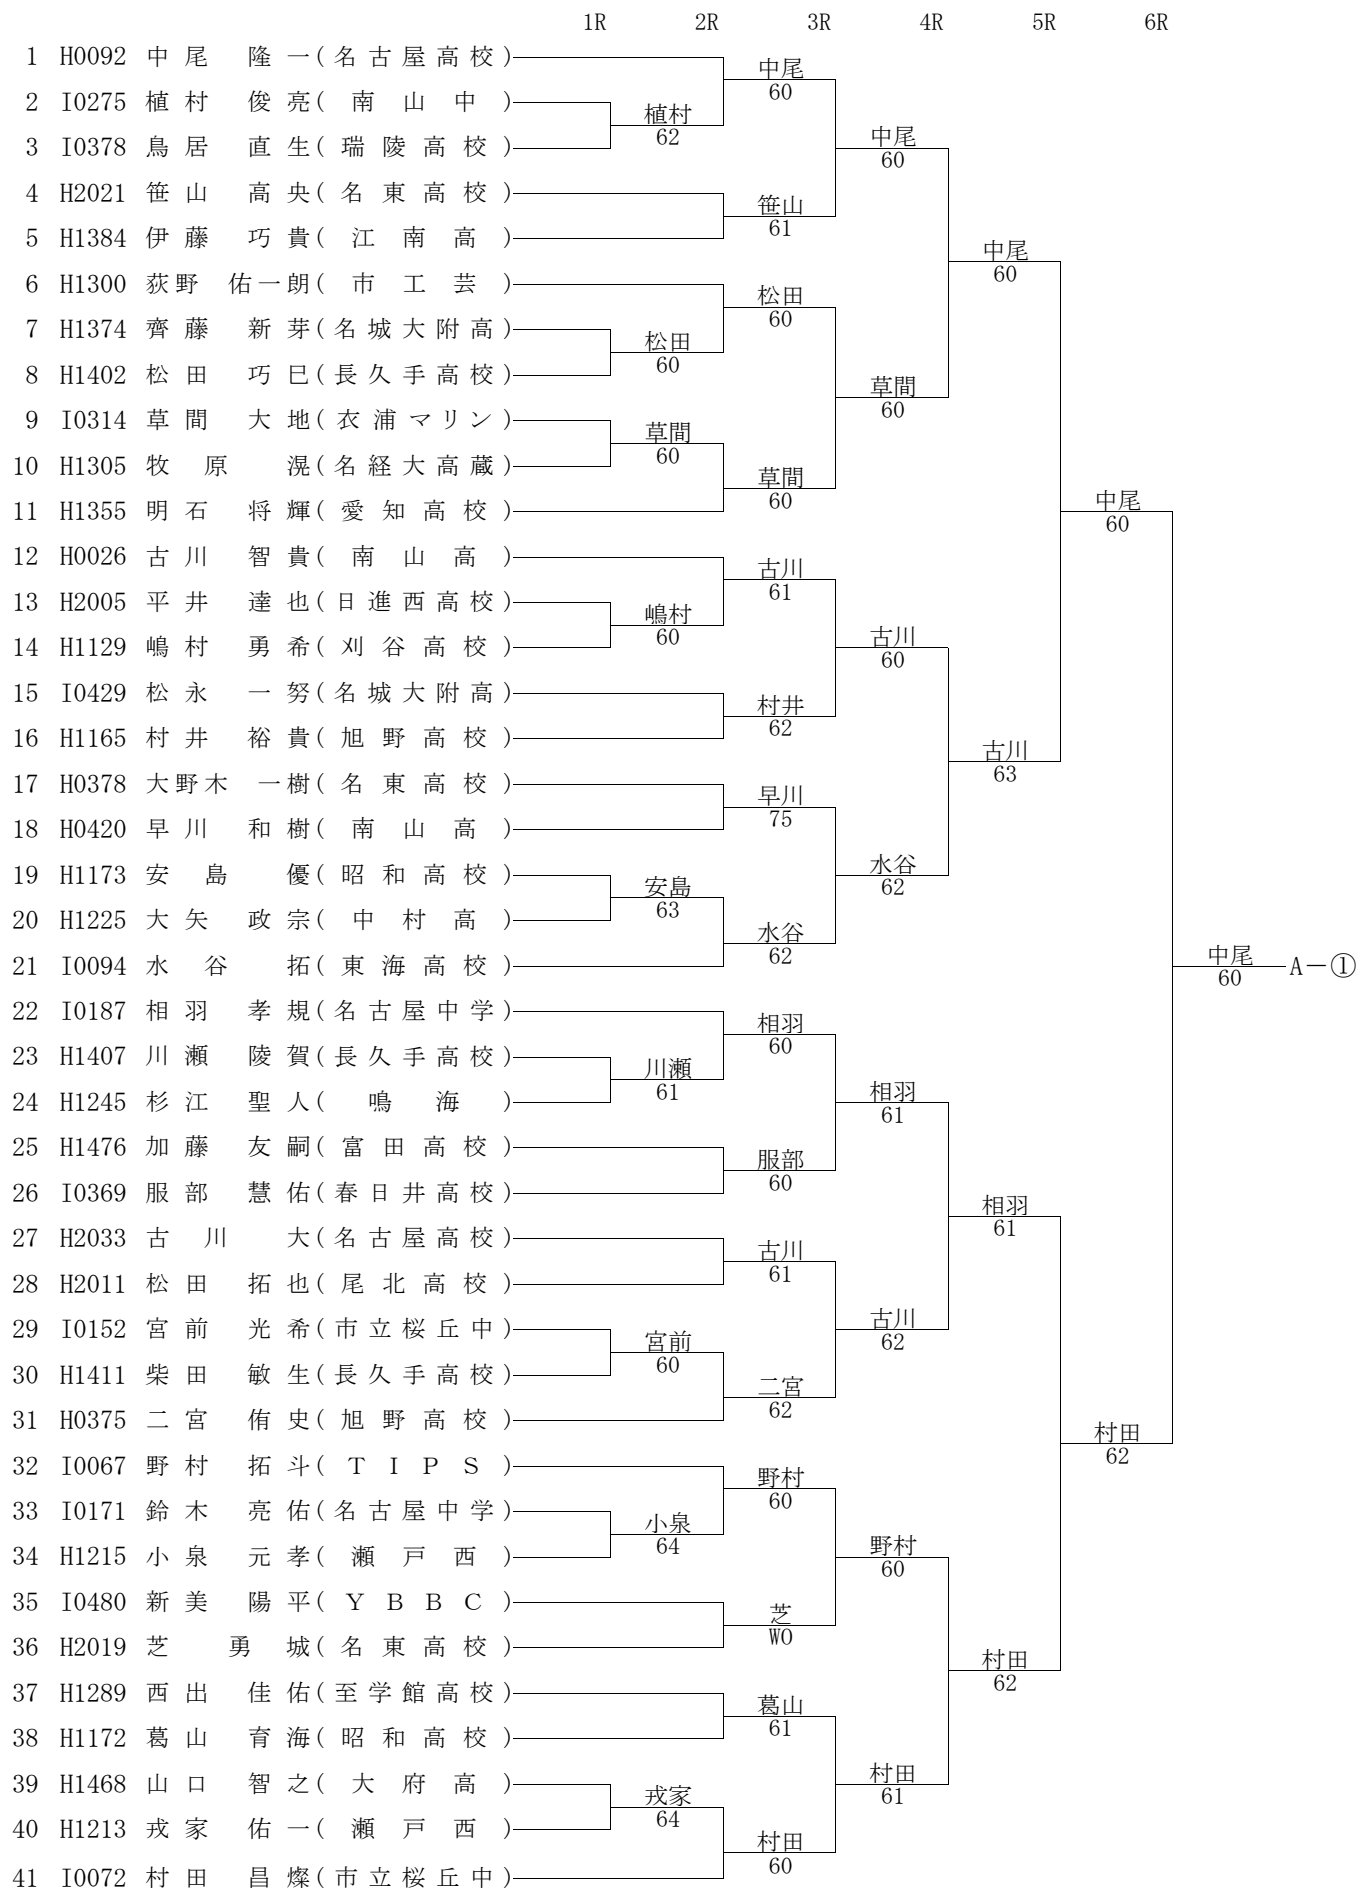 1R 2R 3R 4R 5R 6R
1 H0092 中尾 隆一(名古屋高校)
中尾
60
2 I0275 植村 俊亮(南山中)
植村
62
3 I0378 鳥居 直生(瑞陵高校)
中尾
60
4 H2021 笹山 高央(名東高校)
笹山
61
5 H1384 伊藤 巧貴(江南高)
中尾
60
6 H1300 荻野 佑一朗(市工芸)
松田
60
7 H1374 齊藤 新芽(名城大附高)
松田
60
8 H1402 松田 巧巳(長久手高校)
草間
60
9 I0314 草間 大地(衣浦マリン)
草間
60
10 H1305 牧原 滉(名経大高蔵)
草間
60
11 H1355 明石 将輝(愛知高校)
中尾
60
12 H0026 古川 智貴(南山高)
古川
61
13 H2005 平井 達也(日進西高校)
嶋村
60
14 H1129 嶋村 勇希(刈谷高校)
古川
60
15 I0429 松永 一努(名城大附高)
村井
62
16 H1165 村井 裕貴(旭野高校)
古川
63
17 H0378 大野木 一樹(名東高校)
早川
75
18 H0420 早川 和樹(南山高)
19 H1173 安島 優(昭和高校)
水谷
62
安島
63
20 H1225 大矢 政宗(中村高)
水谷
62
21 I0094 水谷 拓(東海高校)
中尾
60
A－①
22 I0187 相羽 孝規(名古屋中学)
相羽
60
23 H1407 川瀬 陵賀(長久手高校)
川瀬
61
24 H1245 杉江 聖人(鳴海)
相羽
61
25 H1476 加藤 友嗣(富田高校)
服部
60
26 I0369 服部 慧佑(春日井高校)
相羽
61
27 H2033 古川 大(名古屋高校)
古川
61
28 H2011 松田 拓也(尾北高校)
古川
62
29 I0152 宮前 光希(市立桜丘中)
宮前
60
30 H1411 柴田 敏生(長久手高校)
二宮
62
31 H0375 二宮 侑史(旭野高校)
村田
62
32 I0067 野村 拓斗(TIPS)
野村
60
33 I0171 鈴木 亮佑(名古屋中学)
小泉
64
34 H1215 小泉 元孝(瀬戸西)
野村
60
35 I0480 新美 陽平(YBBC)
芝
WO
36 H2019 芝 勇城(名東高校)
村田
62
37 H1289 西出 佳佑(至学館高校)
葛山
61
38 H1172 葛山 育海(昭和高校)
村田
61
39 H1468 山口 智之(大府高)
戎家
64
40 H1213 戎家 佑一(瀬戸西)
村田
60
41 I0072 村田 昌燦(市立桜丘中)